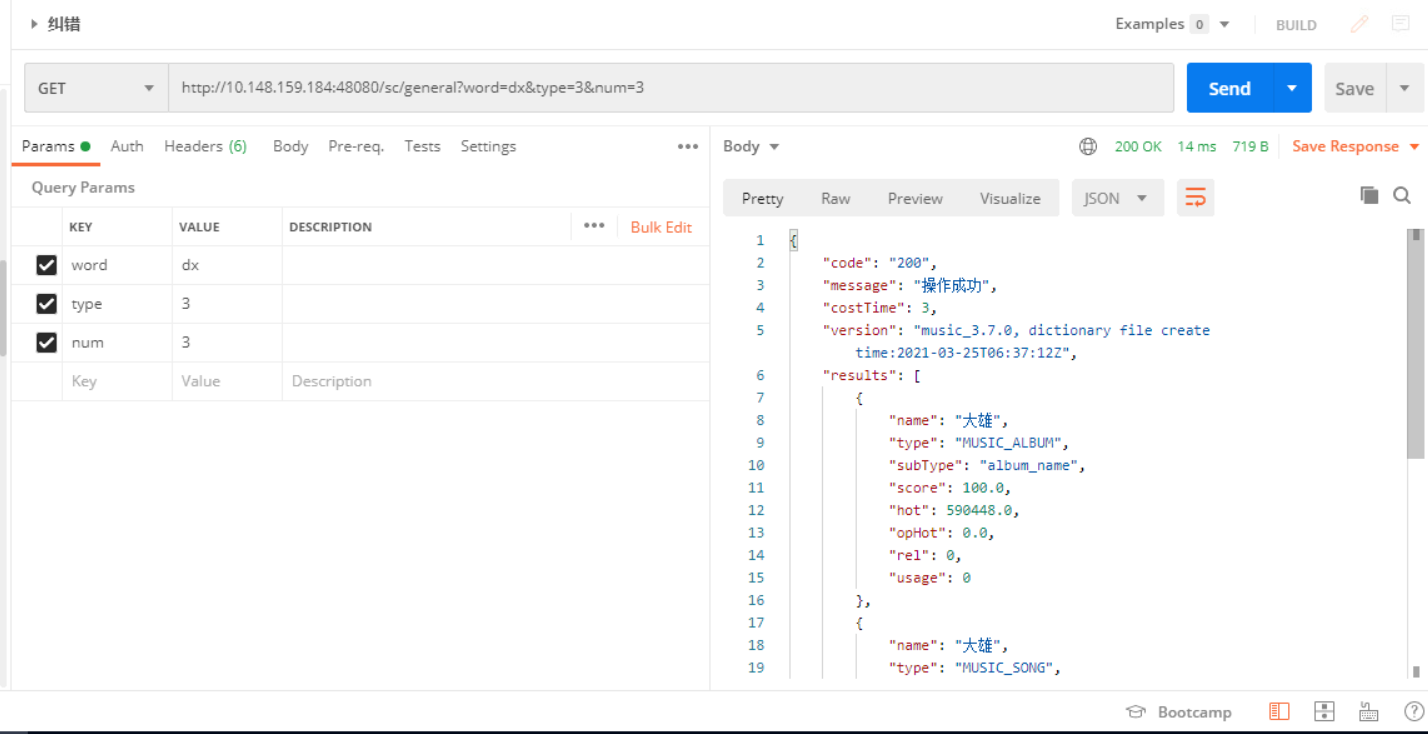 纠错
Examples 0
BUILD
GET
http://10.148.159.184:48080/sc/general?word=dx&type=3&num=3
Send
Save
Params Auth Headers (6) Body Pre-req. Tests Settings
Query Params
KEY VALUE DESCRIPTION ••• Bulk Edit
word dx
type 3
num 3
Key Value Description
Body 200 OK 14 ms 719 B Save Response
Pretty Raw Preview Visualize JSON
1 {
2 "code": "200",
3 "message": "操作成功",
4 "costTime": 3,
5 "version": "music_3.7.0, dictionary file create
time:2021-03-25T06:37:12Z",
6 "results": [
7 {
8 "name": "大雄",
9 "type": "MUSIC_ALBUM",
10 "subType": "album_name",
11 "score": 100.0,
12 "hot": 590448.0,
13 "opHot": 0.0,
14 "rel": 0,
15 "usage": 0
16 },
17 {
18 "name": "大雄",
19 "type": "MUSIC_SONG",
Bootcamp